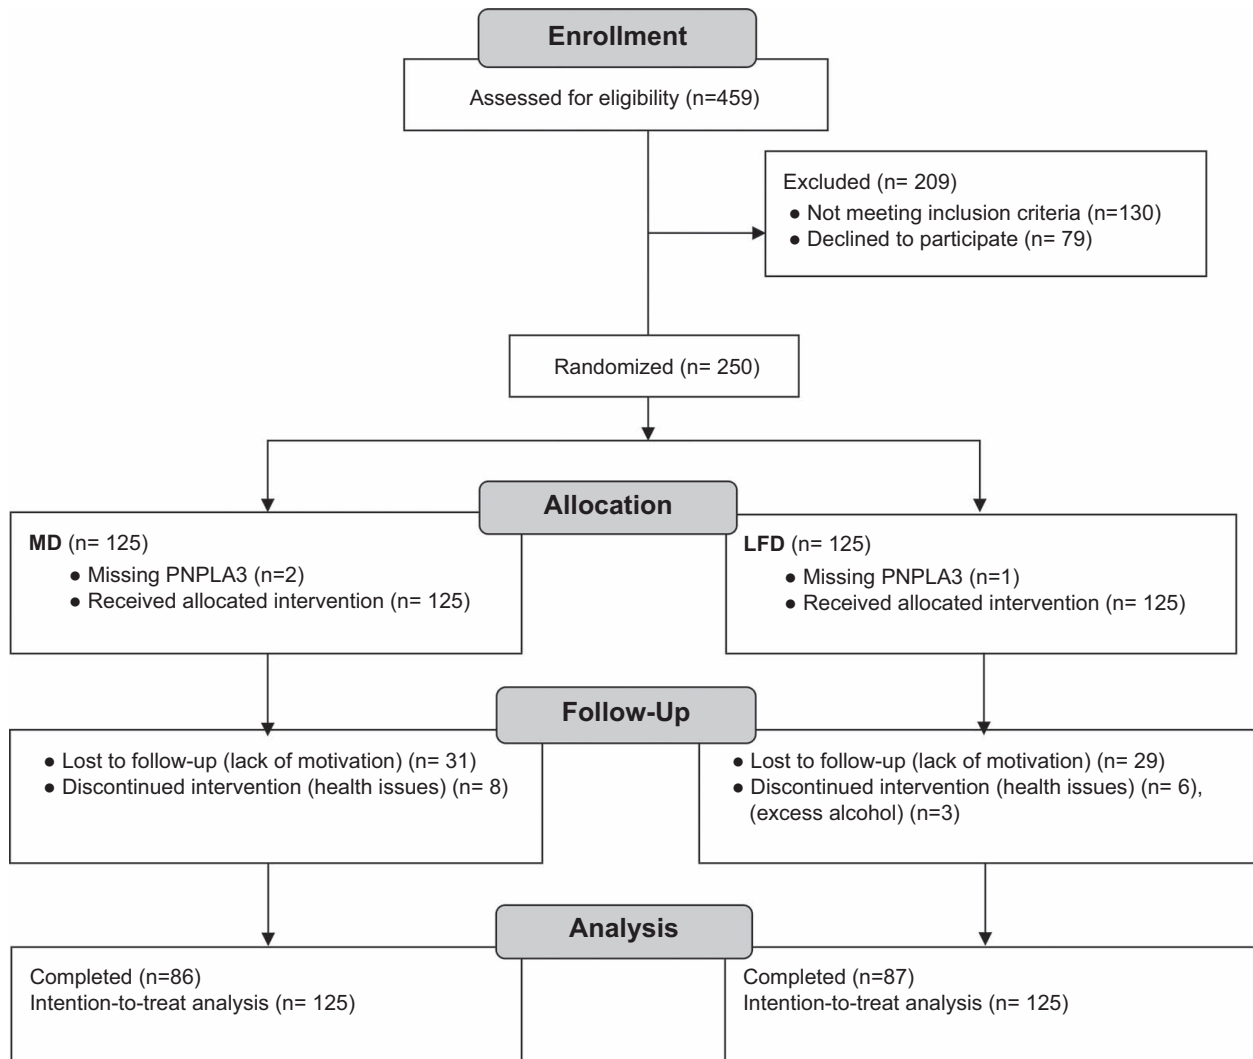 Enrollment
Assessed for eligibility (n=459)
Excluded (n= 209)
● Not meeting inclusion criteria (n=130)
● Declined to participate (n= 79)
Randomized (n= 250)
Allocation
MD (n= 125)
● Missing PNPLA3 (n=2)
● Received allocated intervention (n= 125)
LFD (n= 125)
● Missing PNPLA3 (n=1)
● Received allocated intervention (n= 125)
Follow-Up
● Lost to follow-up (lack of motivation) (n= 31)
● Discontinued intervention (health issues) (n= 8)
● Lost to follow-up (lack of motivation) (n= 29)
● Discontinued intervention (health issues) (n= 6),
(excess alcohol) (n=3)
Analysis
Completed (n=86)
Intention-to-treat analysis (n= 125)
Completed (n=87)
Intention-to-treat analysis (n= 125)